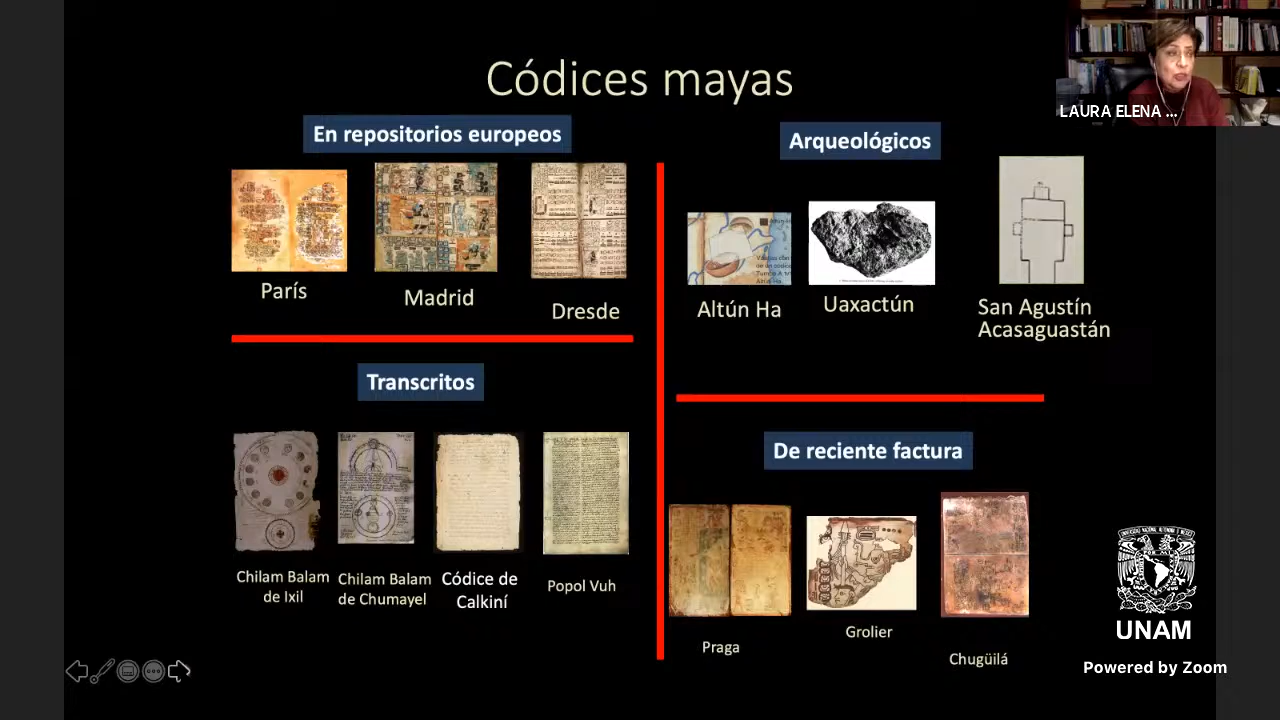 Códices mayas
LAURA ELENA ...
En repositorios europeos
París
Madrid
Dresde
Arqueológicos
Altún Ha
Uaxactún
San Agustín
Acasaguastán
Transcritos
Chilam Balam
de Ixil
Chilam Balam
de Chumayel
Códice de
Calkiní
Popol Vuh
De reciente factura
Praga
Grolier
Chugüilá
UNAM
Powered by Zoom